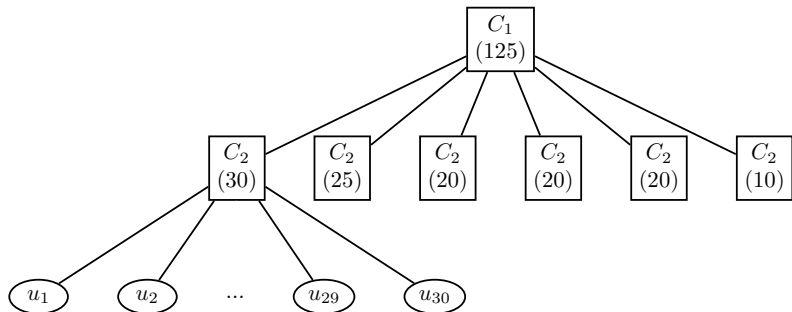 C₁
(125)
C₂
(30)
C₂
(25)
C₂
(20)
C₂
(20)
C₂
(20)
C₂
(10)
u₁
u₂
...
u₂₉
u₃₀